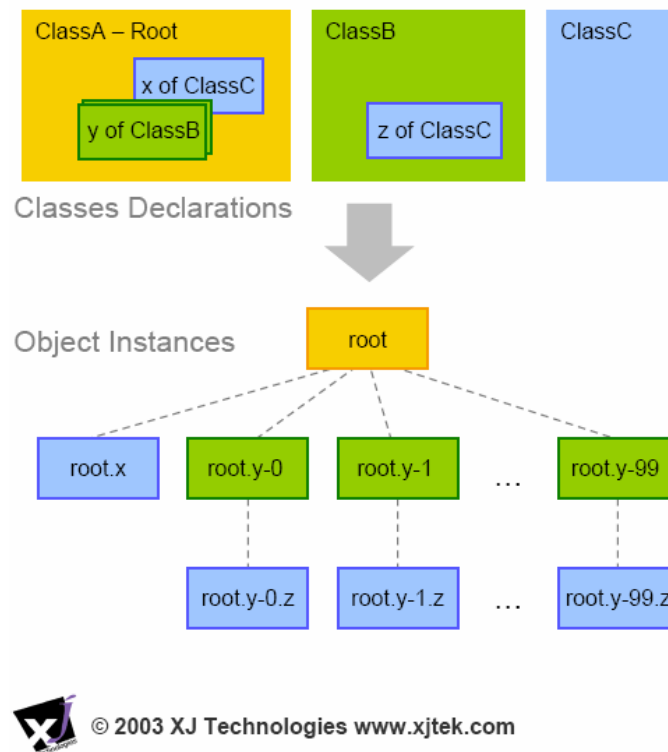 ClassA – Root
ClassB
ClassC
x of ClassC
y of ClassB
z of ClassC
Classes Declarations
Object Instances
root
root.x
root.y-0
root.y-1
...
root.y-99
root.y-0.z
root.y-1.z
...
root.y-99.z
XJ
© 2003 XJ Technologies www.xjtek.com